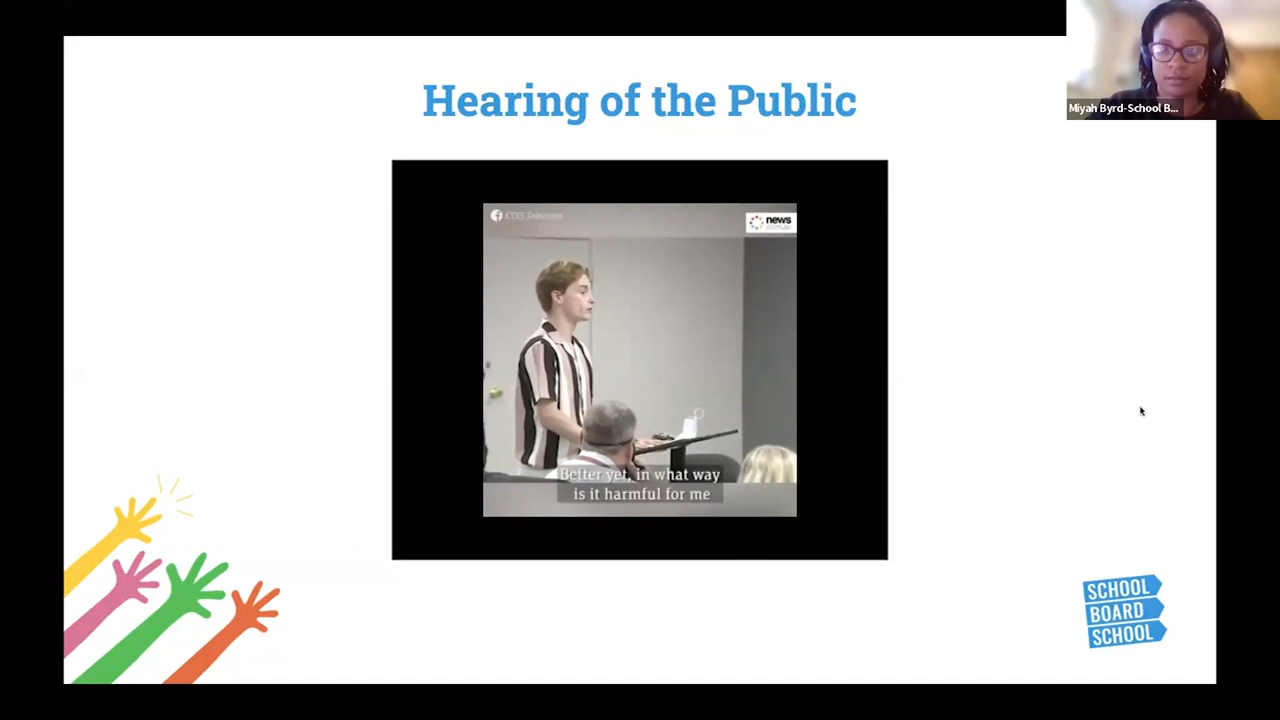 Hearing of the Public
Miyah Byrd-School B...
news
Better yet, in what way
is it harmful for me
SCHOOL
BOARD
SCHOOL